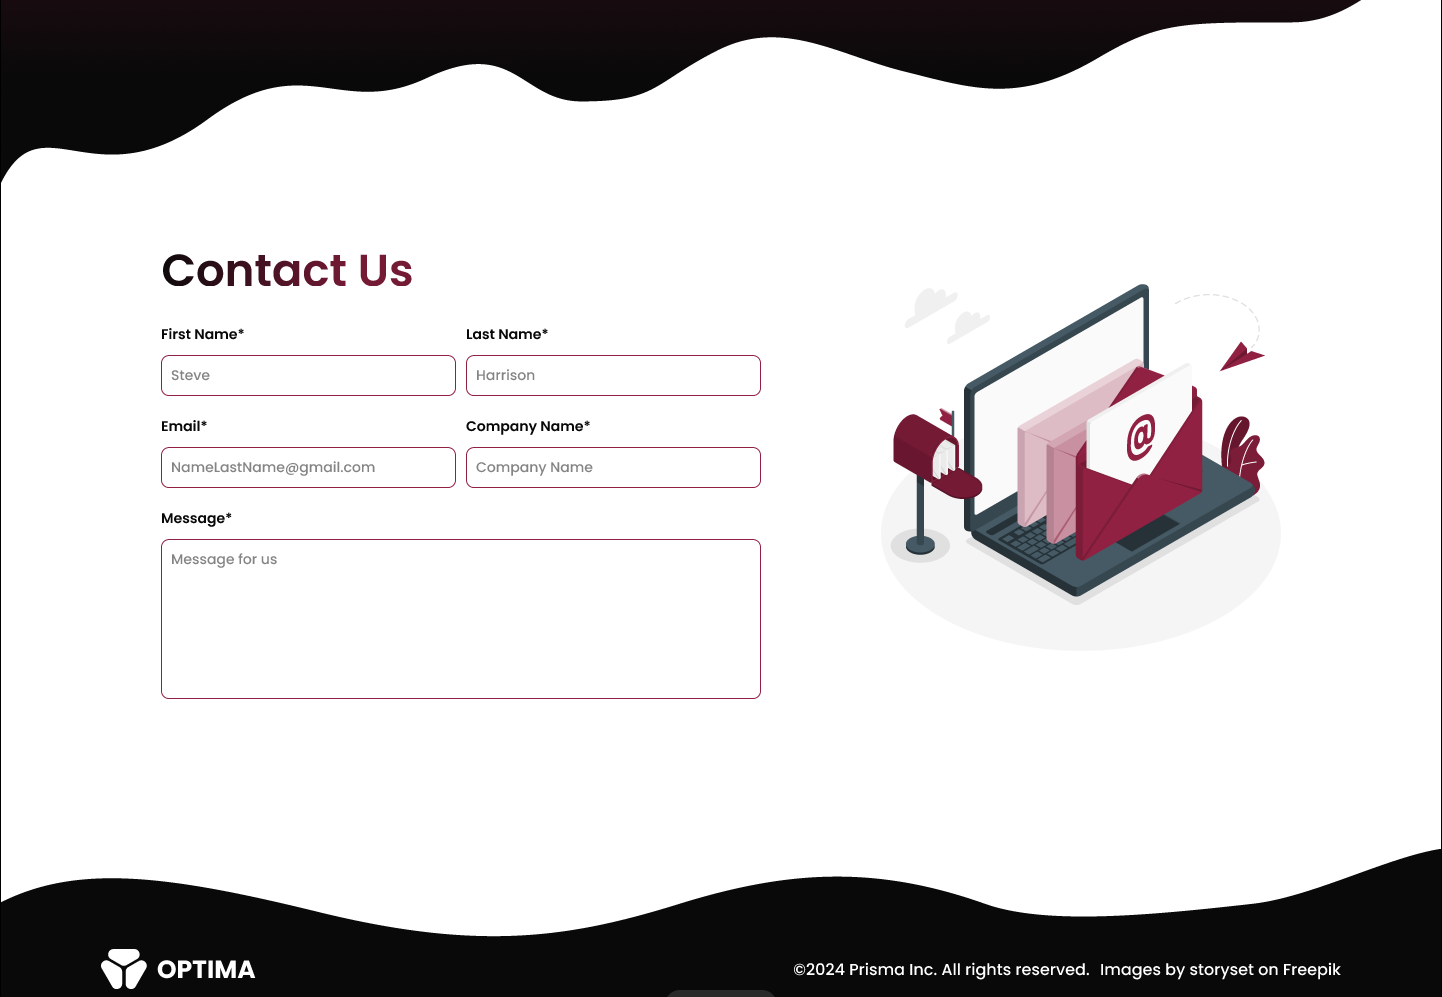 Contact Us
First Name*
Last Name*
Steve
Harrison
Email*
Company Name*
NameLastName@gmail.com
Company Name
Message*
Message for us
@
OPTIMA
©2024 Prisma Inc. All rights reserved. Images by storyset on Freepik